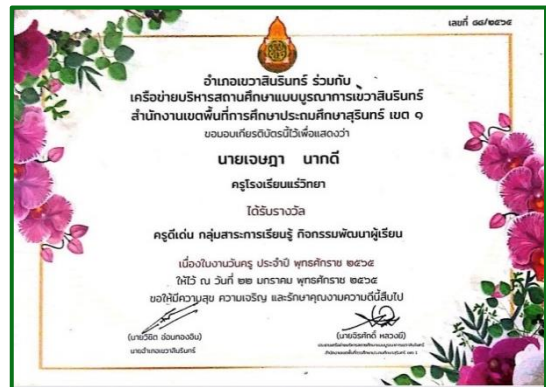 เลขที่ ๘๘/๒๕๖๕
อำเภอเขวาสินรินทร์ ร่วมกับ
เครือข่ายบริหารสถานศึกษาแบบบูรณาการเขวาสินรินทร์
สำนักงานเขตพื้นที่การศึกษาประถมศึกษาสุรินทร์ เขต ๑
ขอมอบเกียรติบัตรนี้ไว้เพื่อแสดงว่า
นายเจษฎา นากดี
ครูโรงเรียนแร่วิทยา
ได้รับรางวัล
ครูดีเด่น กลุ่มสาระการเรียนรู้ กิจกรรมพัฒนาผู้เรียน
เนื่องในงานวันครู ประจำปี พุทธศักราช ๒๕๖๕
ให้ไว้ ณ วันที่ ๒๒ มกราคม พุทธศักราช ๒๕๖๕
ขอให้มีความสุข ความเจริญ และรักษาคุณงามความดีนี้สืบไป
(นายวิชิต อ่อนทองอิน)
นายอำเภอเขวาสินรินทร์
(นายจิรศักดิ์ หลวงยี)